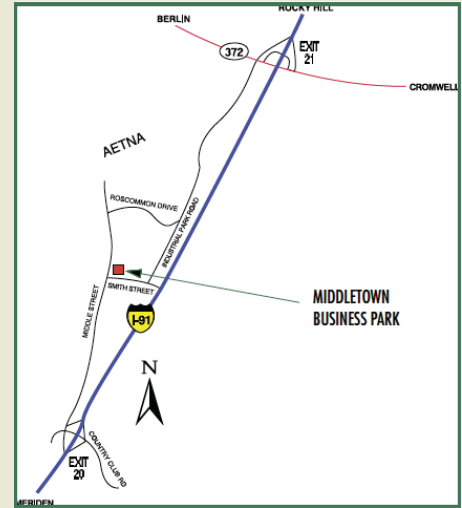 ROCKY HILL
BERLIN
372
EXIT
21
CROMWELL
AETNA
ROSCOMMON DRIVE
INDUSTRIAL PARK ROAD
SMITH STREET
MIDDLETOWN
BUSINESS PARK
MIDDLE STREET
I-91
N
COUNTRY CLUB RD
EXIT
20
MERIDEN